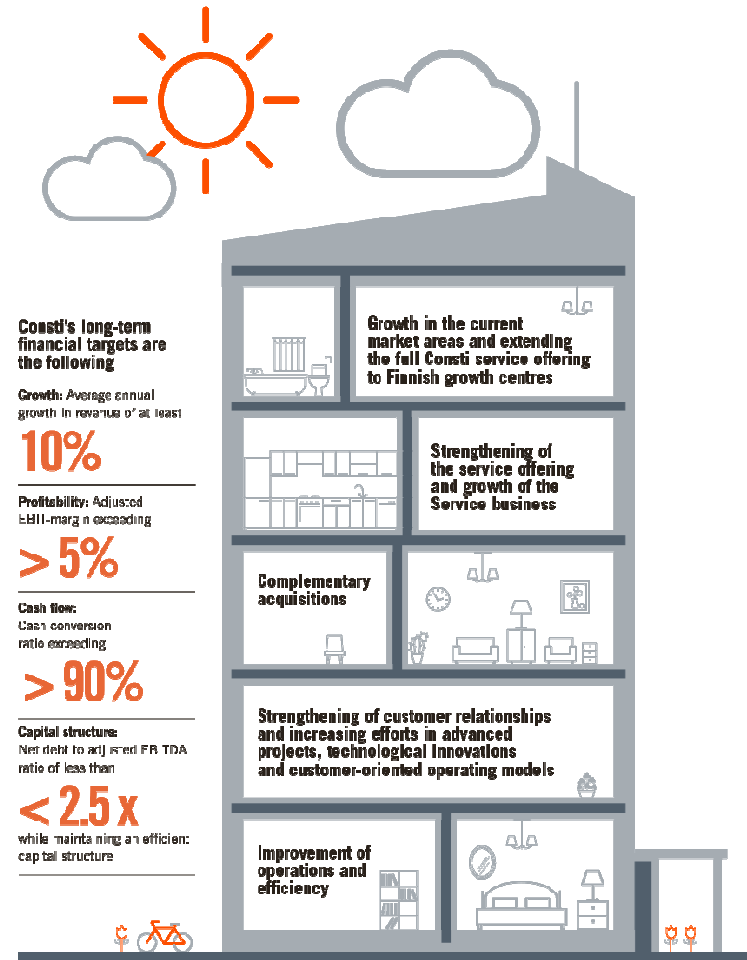 Consti's long-term
financial targets are
the following
Growth: Average annual
growth in revenue of at least
10%
Profitability: Adjusted
EBIT-margin exceeding
> 5%
Cash flow:
Cash conversion
ratio exceeding
> 90%
Capital structure:
Net debt to adjusted EBITDA
ratio of less than
< 2.5 x
while maintaining an efficient
capital structure
Growth in the current
market areas and extending
the full Consti service offering
to Finnish growth centres
Strengthening of
the service offering
and growth of the
Service business
Complementary
acquisitions
Strengthening of customer relationships
and increasing efforts in advanced
projects, technological innovations
and customer-oriented operating models
Improvement of
operations and
efficiency